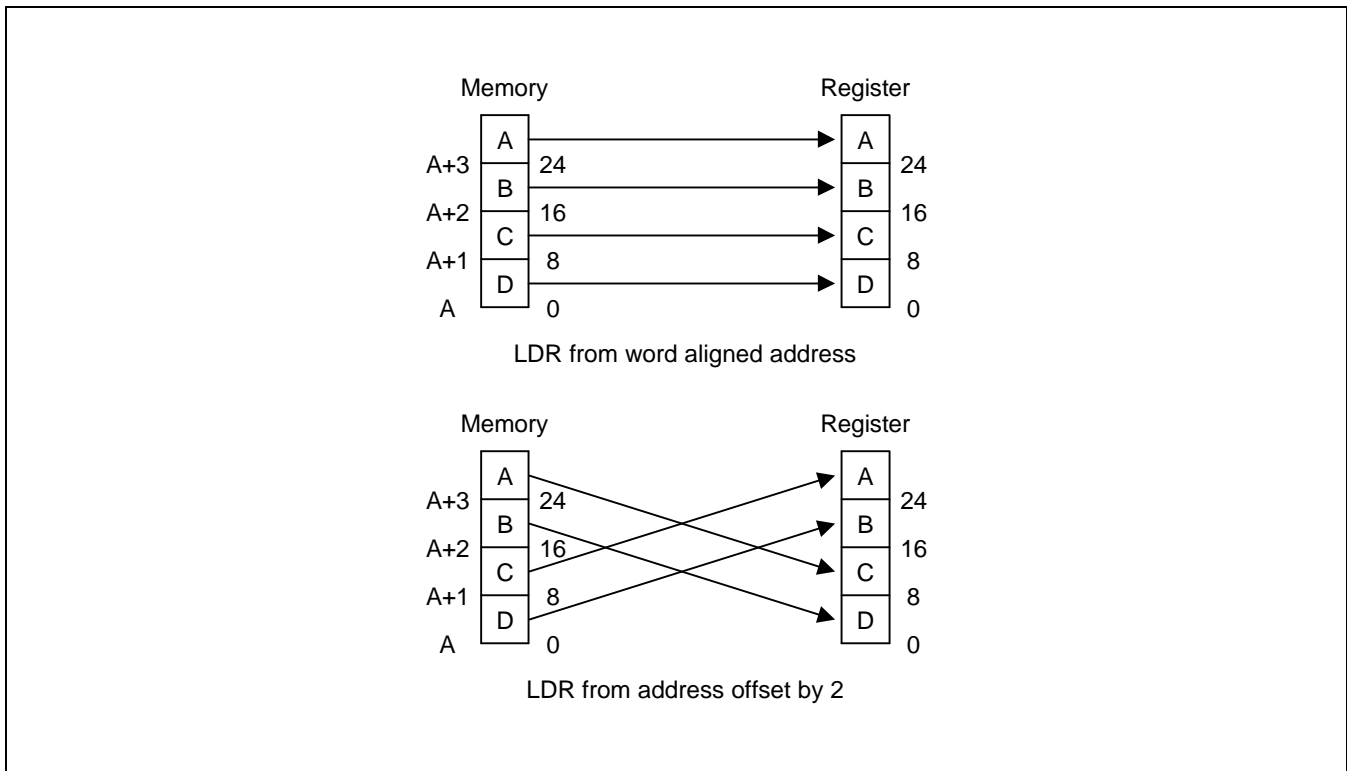 Memory Register
A A
A+3 24 24
B B
A+2 16 16
C C
A+1 8 8
D D
A 0 0
LDR from word aligned address
Memory Register
A A
A+3 24 24
B B
A+2 16 16
C C
A+1 8 8
D D
A 0 0
LDR from address offset by 2